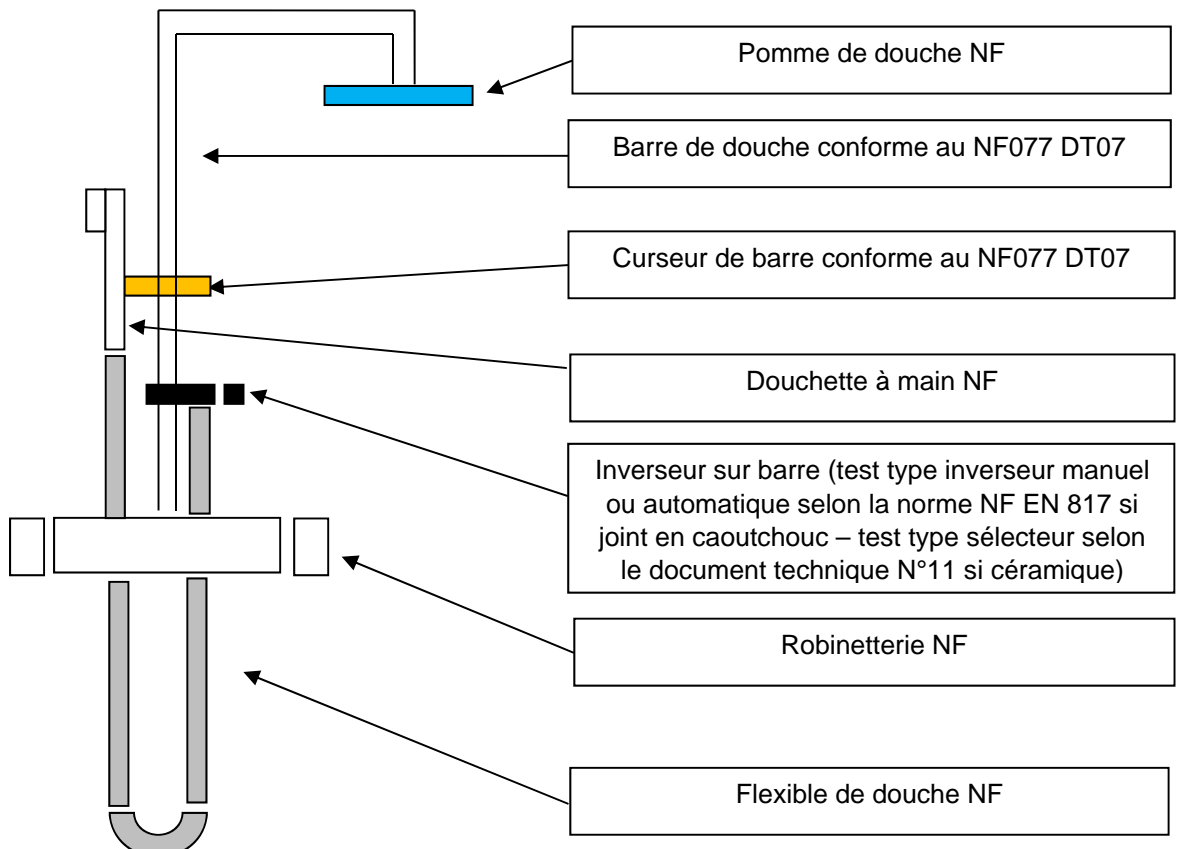 Pomme de douche NF
Barre de douche conforme au NF077 DT07
Curseur de barre conforme au NF077 DT07
Douchette à main NF
Inverseur sur barre (test type inverseur manuel
ou automatique selon la norme NF EN 817 si
joint en caoutchouc – test type sélecteur selon
le document technique N°11 si céramique)
Robinetterie NF
Flexible de douche NF